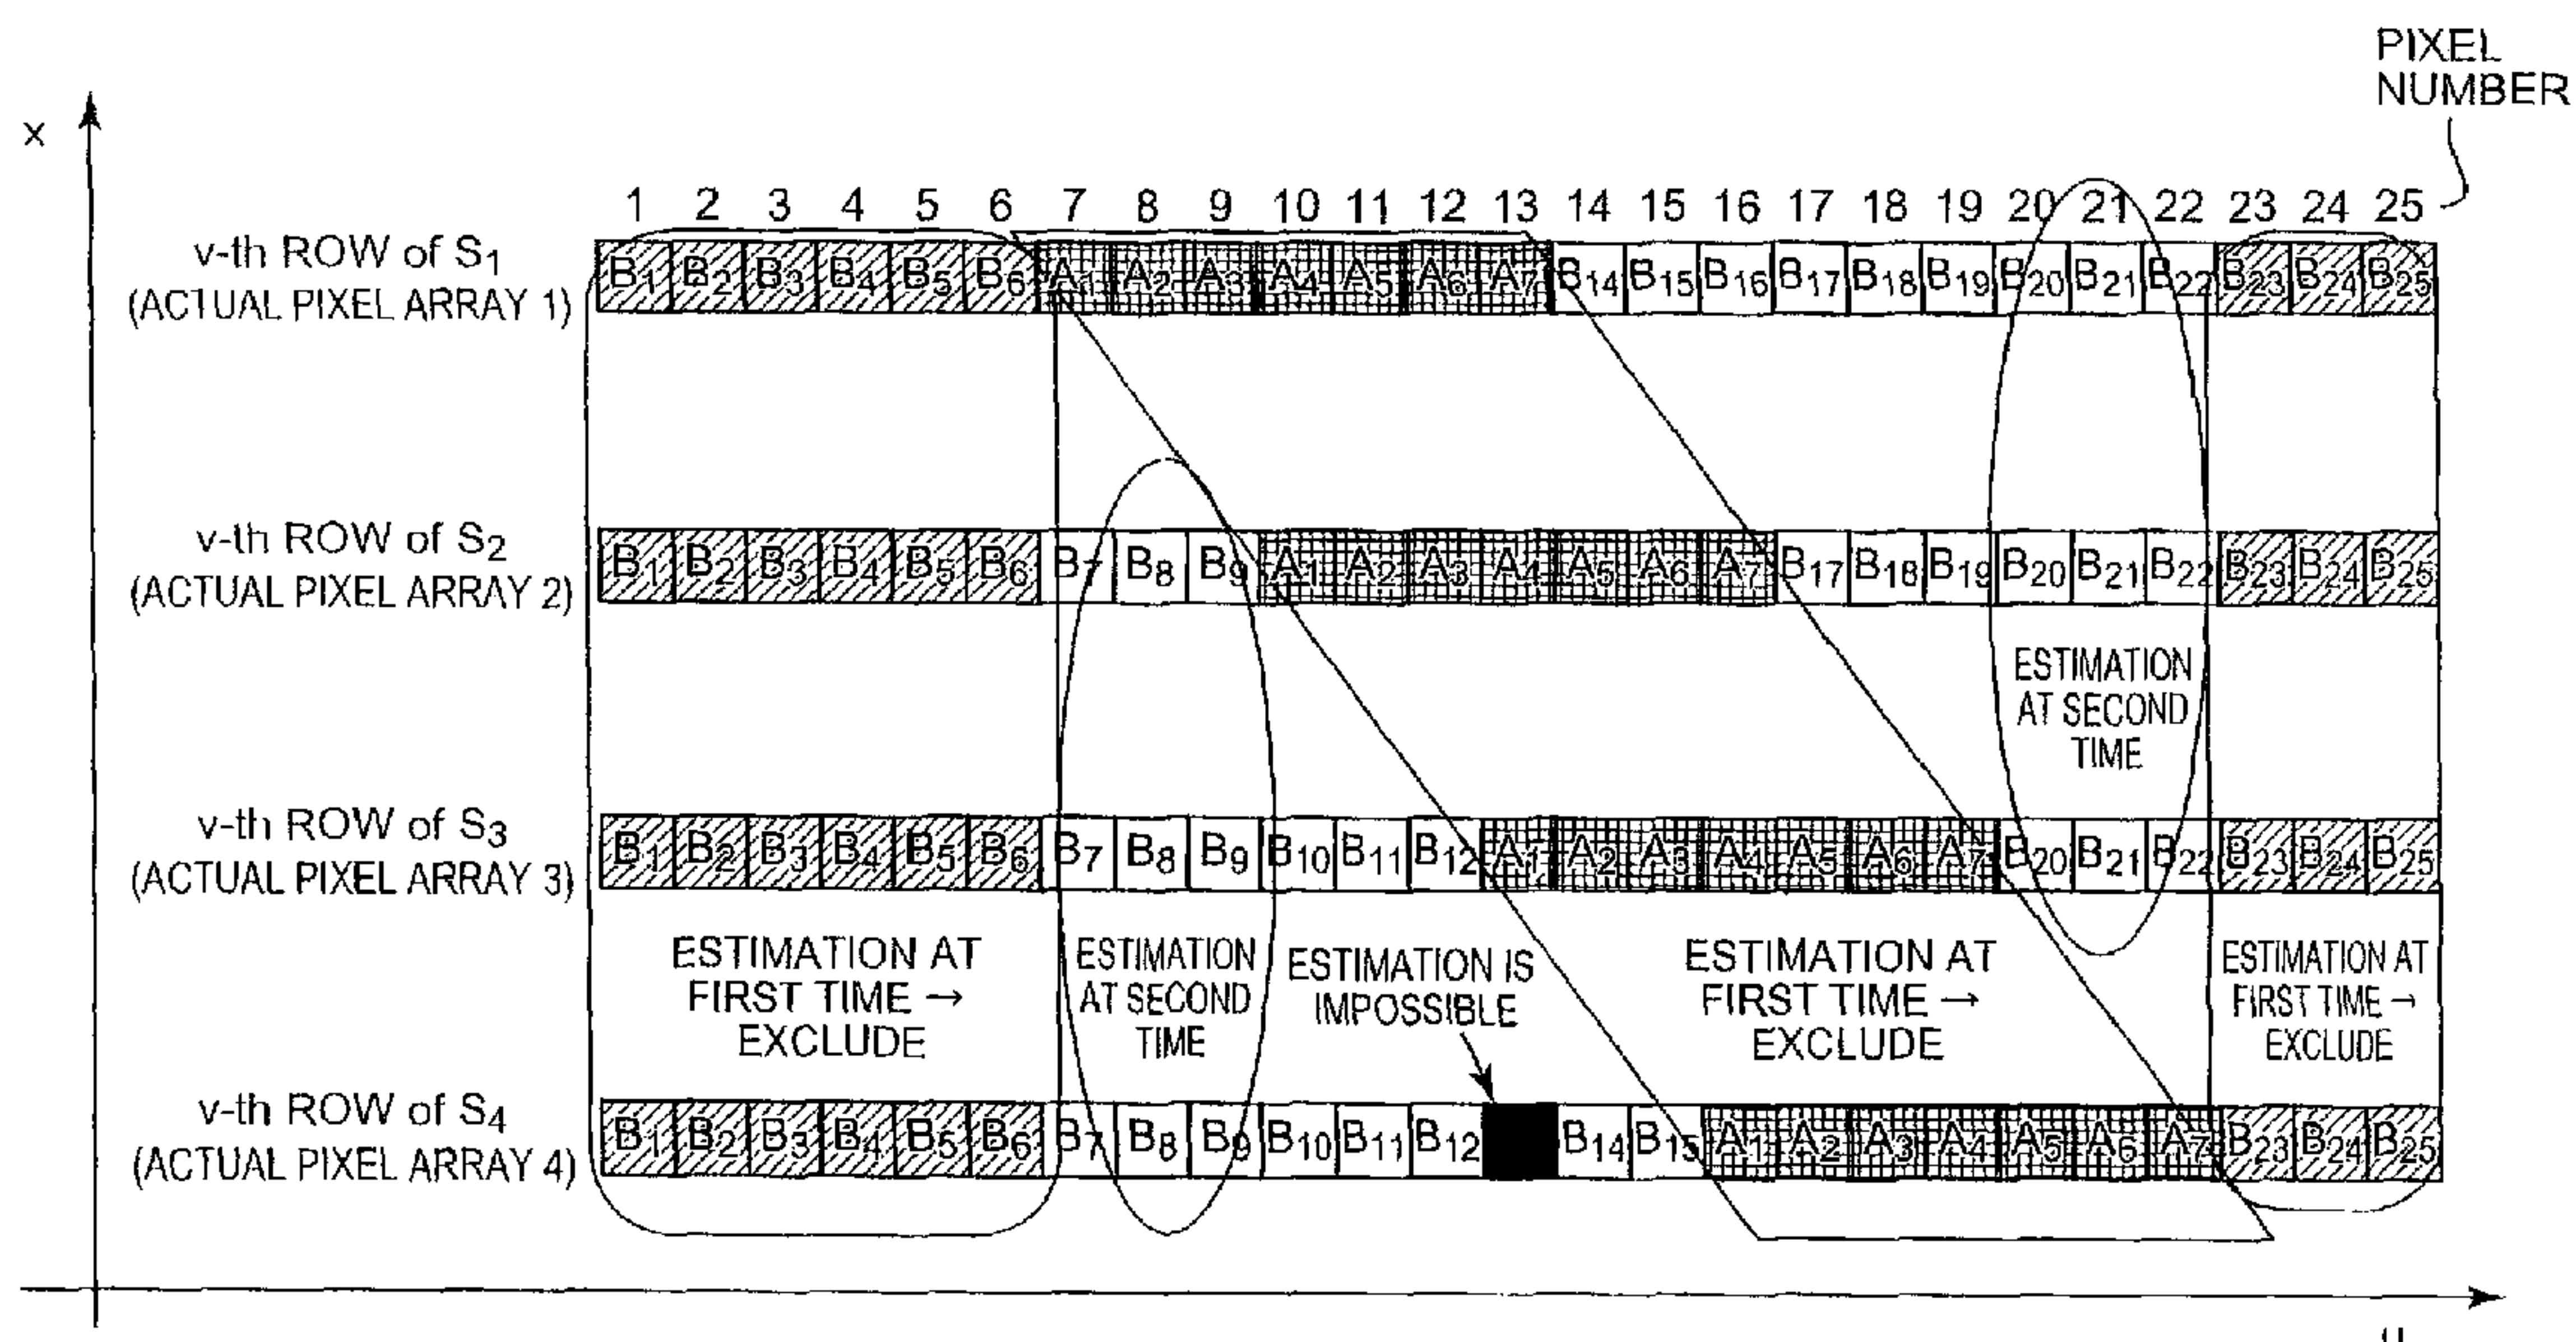 PIXEL
NUMBER
x
1 2 3 4 5 6 7 8 9 10 11 12 13 14 15 16 17 18 19 20 21 22 23 24 25
v-th ROW of S1
(ACTUAL PIXEL ARRAY 1)
B1 B2 B3 B4 B5 B6 A1 A2 A3 A4 A5 A6 A7 B14 B15 B16 B17 B18 B19 B20 B21 B22 B23 B24 B25
v-th ROW of S2
(ACTUAL PIXEL ARRAY 2)
B1 B2 B3 B4 B5 B6 B7 B8 B9 A1 A2 A3 A4 A5 A6 A7 B17 B18 B19 B20 B21 B22 B23 B24 B25
ESTIMATION
AT SECOND
TIME
v-th ROW of S3
(ACTUAL PIXEL ARRAY 3)
B1 B2 B3 B4 B5 B6 B7 B8 B9 B10 B11 B12 A1 A2 A3 A4 A5 A6 A7 B20 B21 B22 B23 B24 B25
ESTIMATION AT
FIRST TIME →
EXCLUDE
ESTIMATION
AT SECOND
TIME
ESTIMATION IS
IMPOSSIBLE
ESTIMATION AT
FIRST TIME →
EXCLUDE
ESTIMATION AT
FIRST TIME →
EXCLUDE
v-th ROW of S4
(ACTUAL PIXEL ARRAY 4)
B1 B2 B3 B4 B5 B6 B7 B8 B9 B10 B11 B12 B14 B15 A1 A2 A3 A4 A5 A6 A7 B23 B24 B25